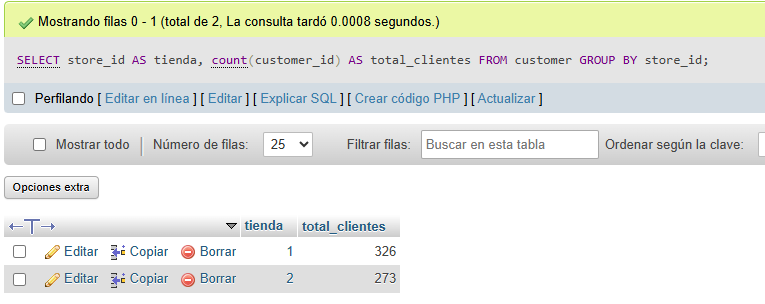 Mostrando filas 0 - 1 (total de 2, La consulta tardó 0.0008 segundos.)
SELECT store_id AS tienda, count(customer_id) AS total_clientes FROM customer GROUP BY store_id;
Perfilando [ Editar en línea ] [ Editar ] [ Explicar SQL ] [ Crear código PHP ] [ Actualizar ]
Mostrar todo Número de filas: 25 Filtrar filas: Buscar en esta tabla Ordenar según la clave:
Opciones extra
tienda total_clientes
Editar Copiar Borrar 1 326
Editar Copiar Borrar 2 273